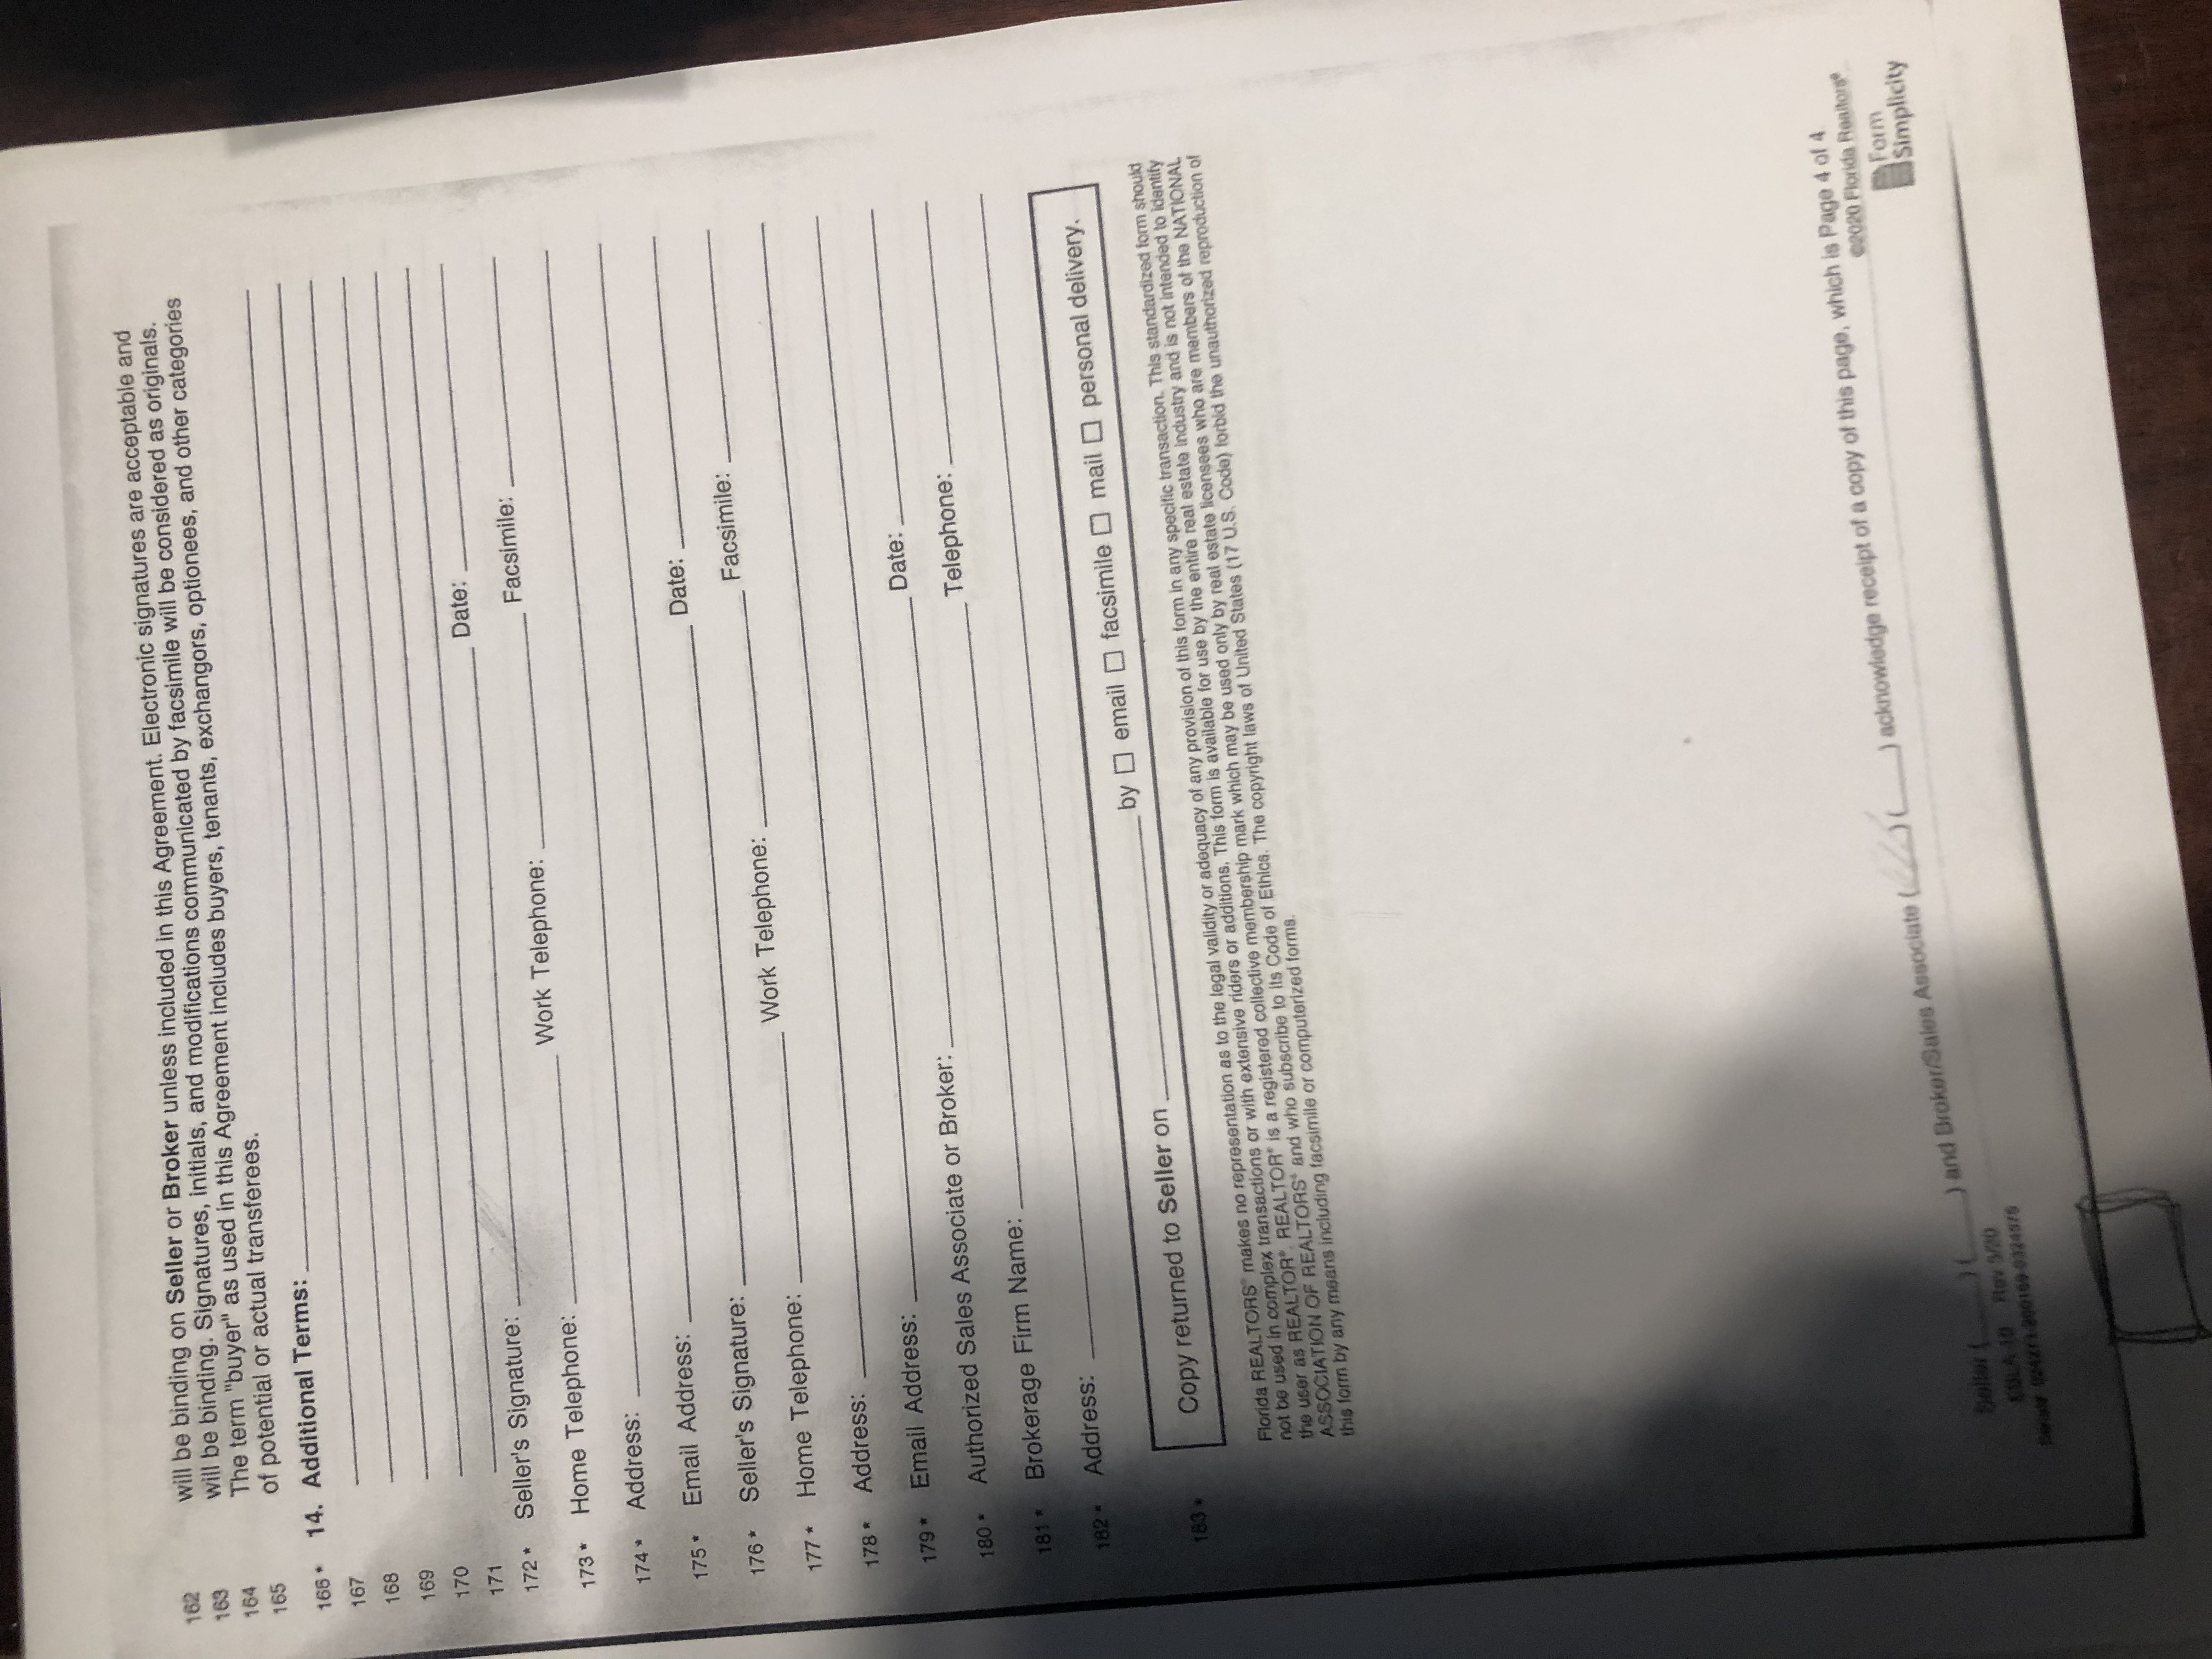 162 will be binding on Seller or Broker unless included in this Agreement. Electronic signatures are acceptable and
163 will be binding. Signatures, initials, and modifications communicated by facsimile will be considered as originals.
164 The term "buyer" as used in this Agreement includes buyers, tenants, exchangors, optionees, and other categories
165 of potential or actual transferees.
166* 14. Additional Terms:
167
168
169
170
171
172* Seller's Signature: Date:
173* Home Telephone: Work Telephone: Facsimile:
174* Address:
175* Email Address:
176* Seller's Signature: Date:
177* Home Telephone: Work Telephone: Facsimile:
178* Address:
179* Email Address:
180* Authorized Sales Associate or Broker: Date:
181* Brokerage Firm Name: Telephone:
182* Address:
183* Copy returned to Seller on by ☐ email ☐ facsimile ☐ mail ☐ personal delivery.
Florida REALTORS® makes no representation as to the legal validity or adequacy of any provision of this form in any specific transaction. This standardized form should
not be used in complex transactions or with extensive riders or additions. This form is available for use by the entire real estate industry and is not intended to identify
the user as REALTOR®. REALTOR® is a registered collective membership mark which may be used only by real estate licensees who are members of the NATIONAL
ASSOCIATION OF REALTORS® and who subscribe to its Code of Ethics. The copyright laws of United States (17 U.S. Code) forbid the unauthorized reproduction of
this form by any means including facsimile or computerized forms.
Seller (____) (____) and Broker/Sales Associate (____) (____) acknowledge receipt of a copy of this page, which is Page 4 of 4
Rev 5/20 ©2020 Florida Realtors®
Serial#
Form
Simplicity